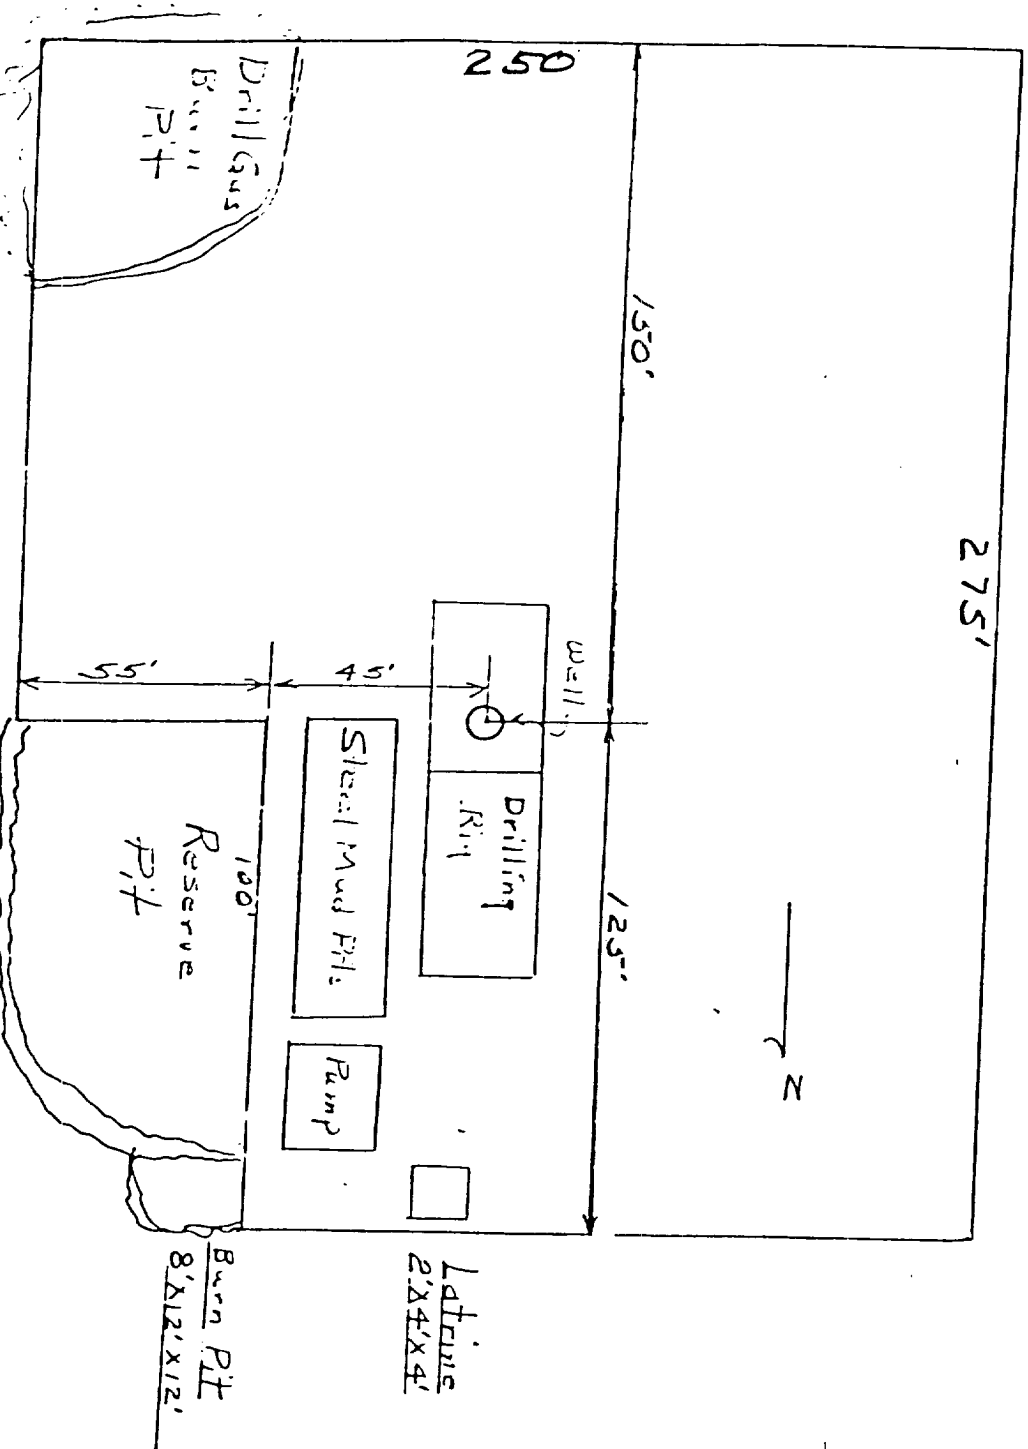 250
Drill Gas
Burn
Pit
150'
275'
55'
45'
Well
Drilling
Rig
Steel Mud Pits
Reserve
Pit
100'
125'
Pump
N
Latrine
2'X4'X4'
Burn Pit
8'X12'X12'